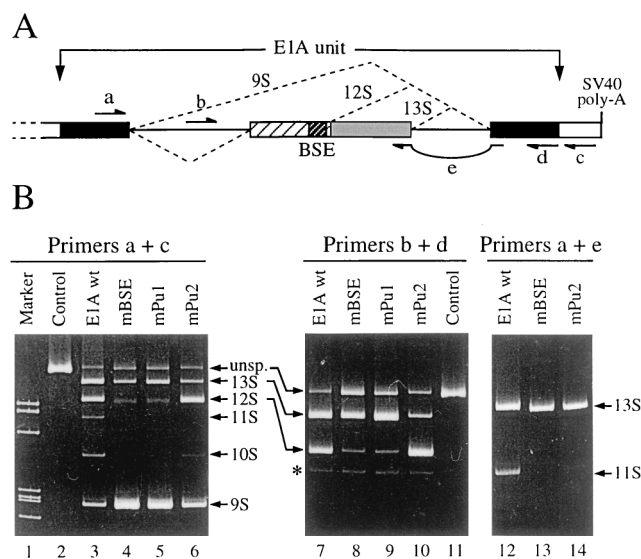 A
E1A unit
SV40
poly-A
9S
12S
13S
a
b
BSE
e
d
c
B
Primers a + c
Marker
Control
E1A wt
mBSE
mPu1
mPu2
unsp.
13S
12S
11S
10S
9S
1 2 3 4 5 6
Primers b + d
E1A wt
mBSE
mPu1
mPu2
Control
*
7 8 9 10 11
Primers a + e
E1A wt
mBSE
mPu2
13S
11S
12 13 14